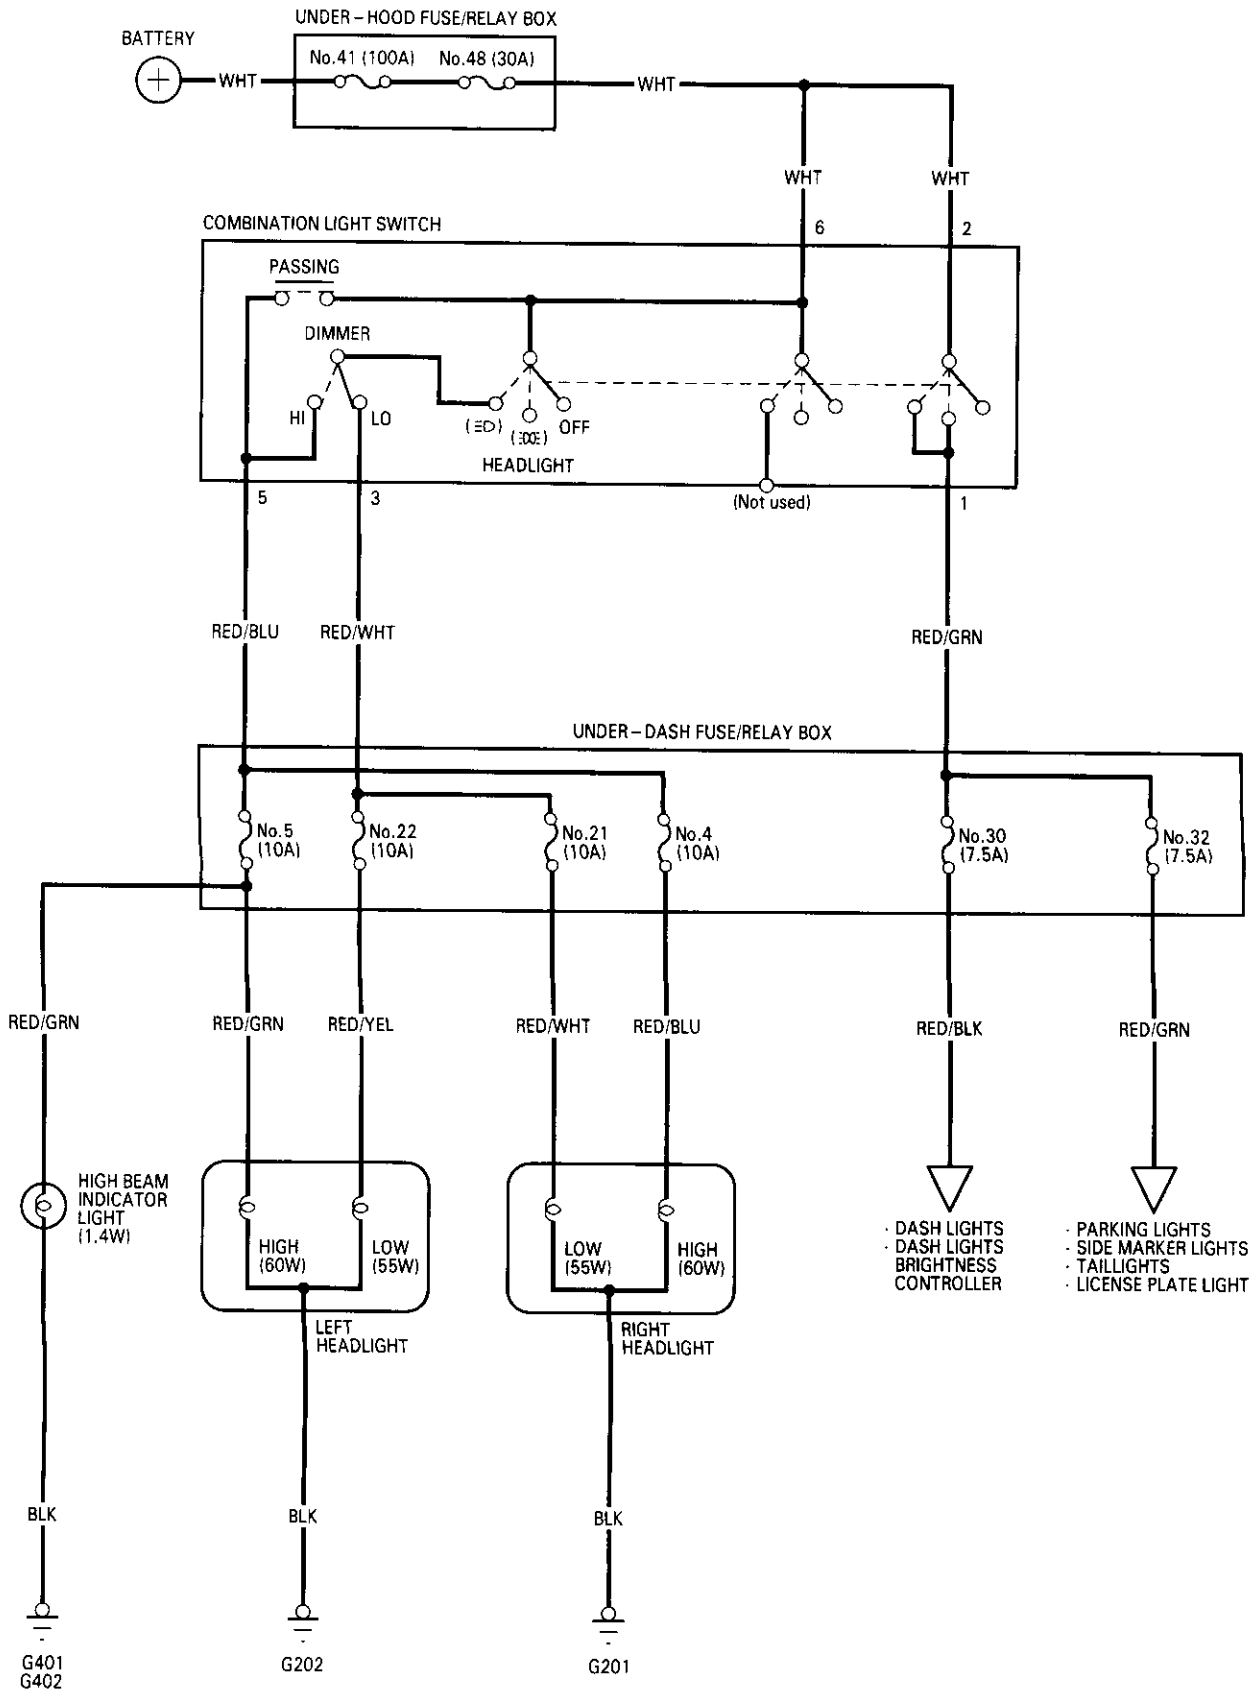 UNDER-HOOD FUSE/RELAY BOX
BATTERY
No.41 (100A)
No.48 (30A)
WHT
WHT
WHT
WHT
COMBINATION LIGHT SWITCH
6
2
PASSING
DIMMER
HI
LO
OFF
HEADLIGHT
5
3
(Not used)
1
RED/BLU
RED/WHT
RED/GRN
UNDER-DASH FUSE/RELAY BOX
No.5
(10A)
No.22
(10A)
No.21
(10A)
No.4
(10A)
No.30
(7.5A)
No.32
(7.5A)
RED/GRN
RED/GRN
RED/YEL
RED/WHT
RED/BLU
RED/BLK
RED/GRN
HIGH BEAM
INDICATOR
LIGHT
(1.4W)
HIGH
(60W)
LOW
(55W)
LOW
(55W)
HIGH
(60W)
· DASH LIGHTS
· DASH LIGHTS
BRIGHTNESS
CONTROLLER
· PARKING LIGHTS
· SIDE MARKER LIGHTS
· TAILLIGHTS
· LICENSE PLATE LIGHT
LEFT
HEADLIGHT
RIGHT
HEADLIGHT
BLK
BLK
BLK
G401
G402
G202
G201